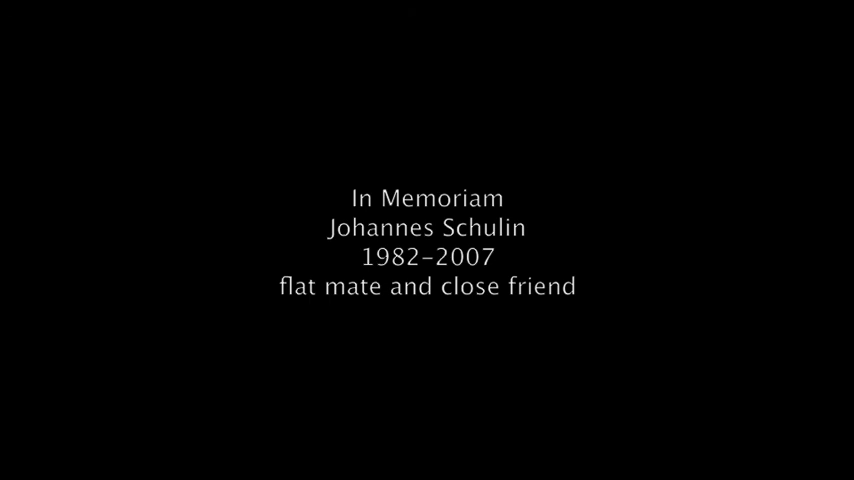 In Memoriam
Johannes Schulin
1982-2007
flat mate and close friend